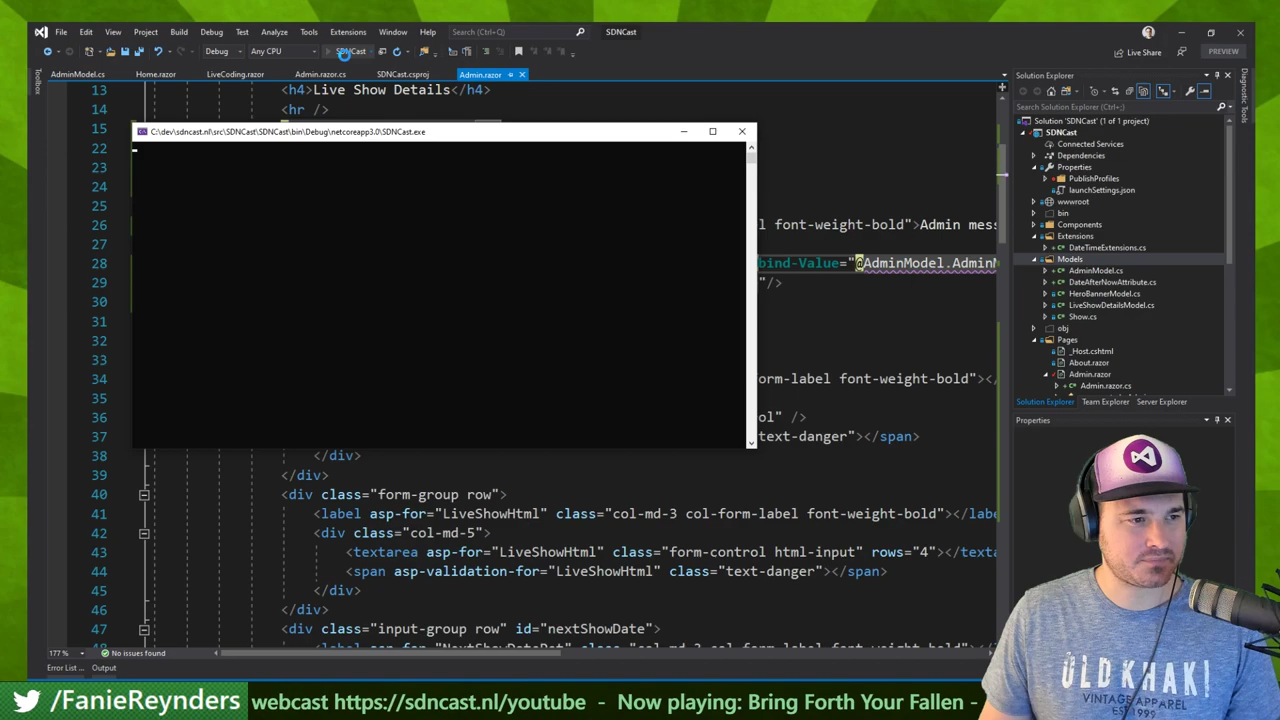 File Edit View Project Build Debug Test Analyze Tools Extensions Window Help Search (Ctrl+Q) SDNCast
Debug Any CPU SDNCast Live Share PREVIEW
Toolbox
AdminModel.cs Home.razor LiveCoding.razor Admin.razor.cs SDNCast.csproj Admin.razor
13 <h4>Live Show Details</h4>
14 <hr />
15
C:\dev\sdncast.nl\src\SDNCast\SDNCast\bin\Debug\netcoreapp3.0\SDNCast.exe
22
23
24
25
26 l font-weight-bold">Admin mess
27
28 bind-Value="@AdminModel.AdminM
29 "/>
30
31
32
33
34 orm-label font-weight-bold"></
35
36 ol" />
37 text-danger"></span>
38 </div>
39 </div>
40 <div class="form-group row">
41 <label asp-for="LiveShowHtml" class="col-md-3 col-form-label font-weight-bold"></labe
42 <div class="col-md-5">
43 <textarea asp-for="LiveShowHtml" class="form-control html-input" rows="4"></texta
44 <span asp-validation-for="LiveShowHtml" class="text-danger"></span>
45 </div>
46 </div>
47 <div class="input-group row" id="nextShowDate">
177 % No issues found
Error List ... Output
Solution Explorer
Search Solution Explorer (Ctrl+;)
Solution 'SDNCast' (1 of 1 project)
SDNCast
Connected Services
Dependencies
Properties
PublishProfiles
launchSettings.json
wwwroot
bin
Components
Extensions
DateTimeExtensions.cs
Models
AdminModel.cs
DateAfterNowAttribute.cs
HeroBannerModel.cs
LiveShowDetailsModel.cs
Show.cs
obj
Pages
_Host.cshtml
About.razor
Admin.razor
Admin.razor.cs
Solution Explorer Team Explorer Server Explorer
Properties
Diagnostic Tools
OLD KHAKI
VINTAGE APPAREL
EST 1999
/FanieReynders webcast https://sdncast.nl/youtube - Now playing: Bring Forth Your Fallen -